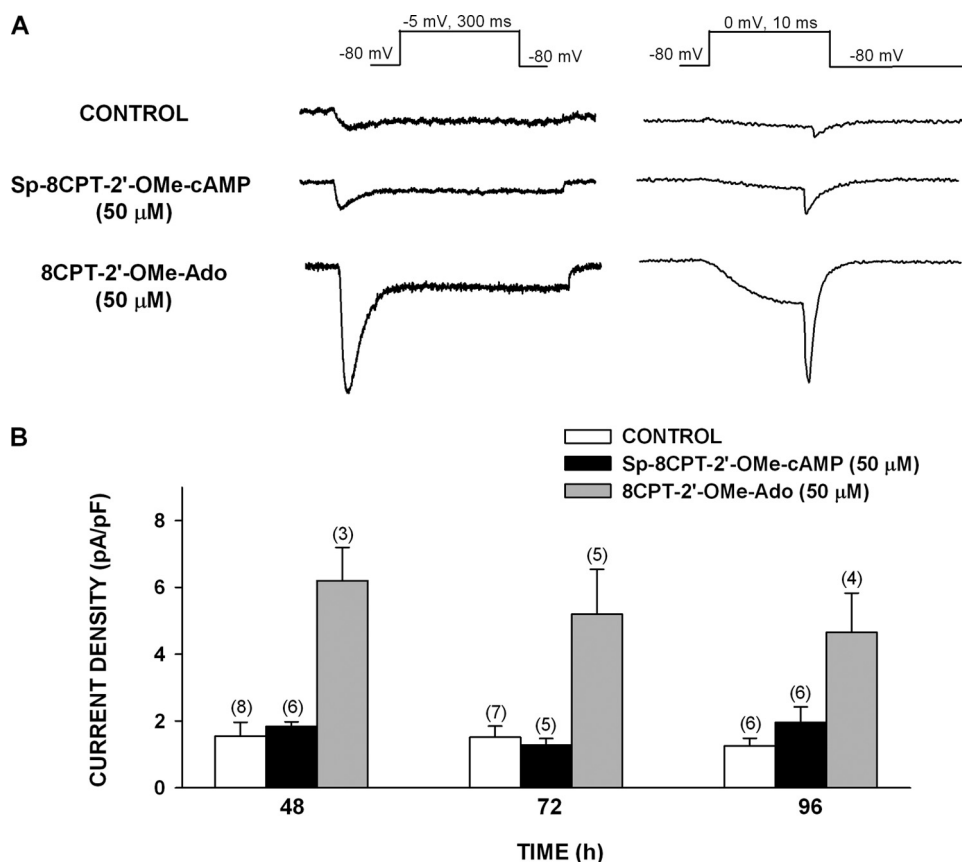 A
-5 mV, 300 ms
-80 mV
-80 mV
0 mV, 10 ms
-80 mV
-80 mV
CONTROL
Sp-8CPT-2'-OMe-cAMP
(50 μM)
8CPT-2'-OMe-Ado
(50 μM)
B
CONTROL
Sp-8CPT-2'-OMe-cAMP (50 μM)
8CPT-2'-OMe-Ado (50 μM)
CURRENT DENSITY (pA/pF)
8
6
4
2
0
(8)
(6)
(3)
(7)
(5)
(5)
(6)
(6)
(4)
48
72
96
TIME (h)